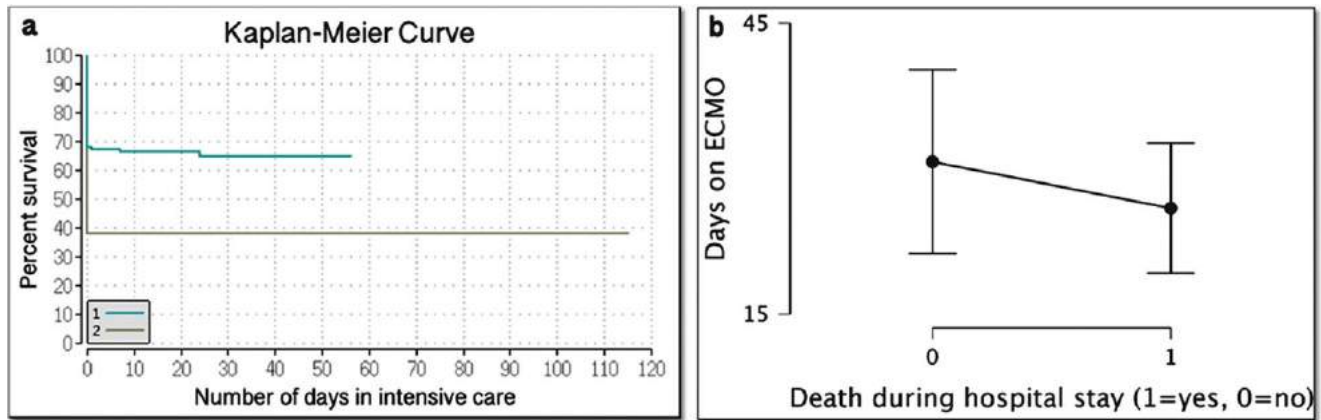 a
Kaplan-Meier Curve
Percent survival
100
90
80
70
60
50
40
30
20
10
0
1
2
0 10 20 30 40 50 60 70 80 90 100 110 120
Number of days in intensive care
b
Days on ECMO
45
15
0 1
Death during hospital stay (1=yes, 0=no)